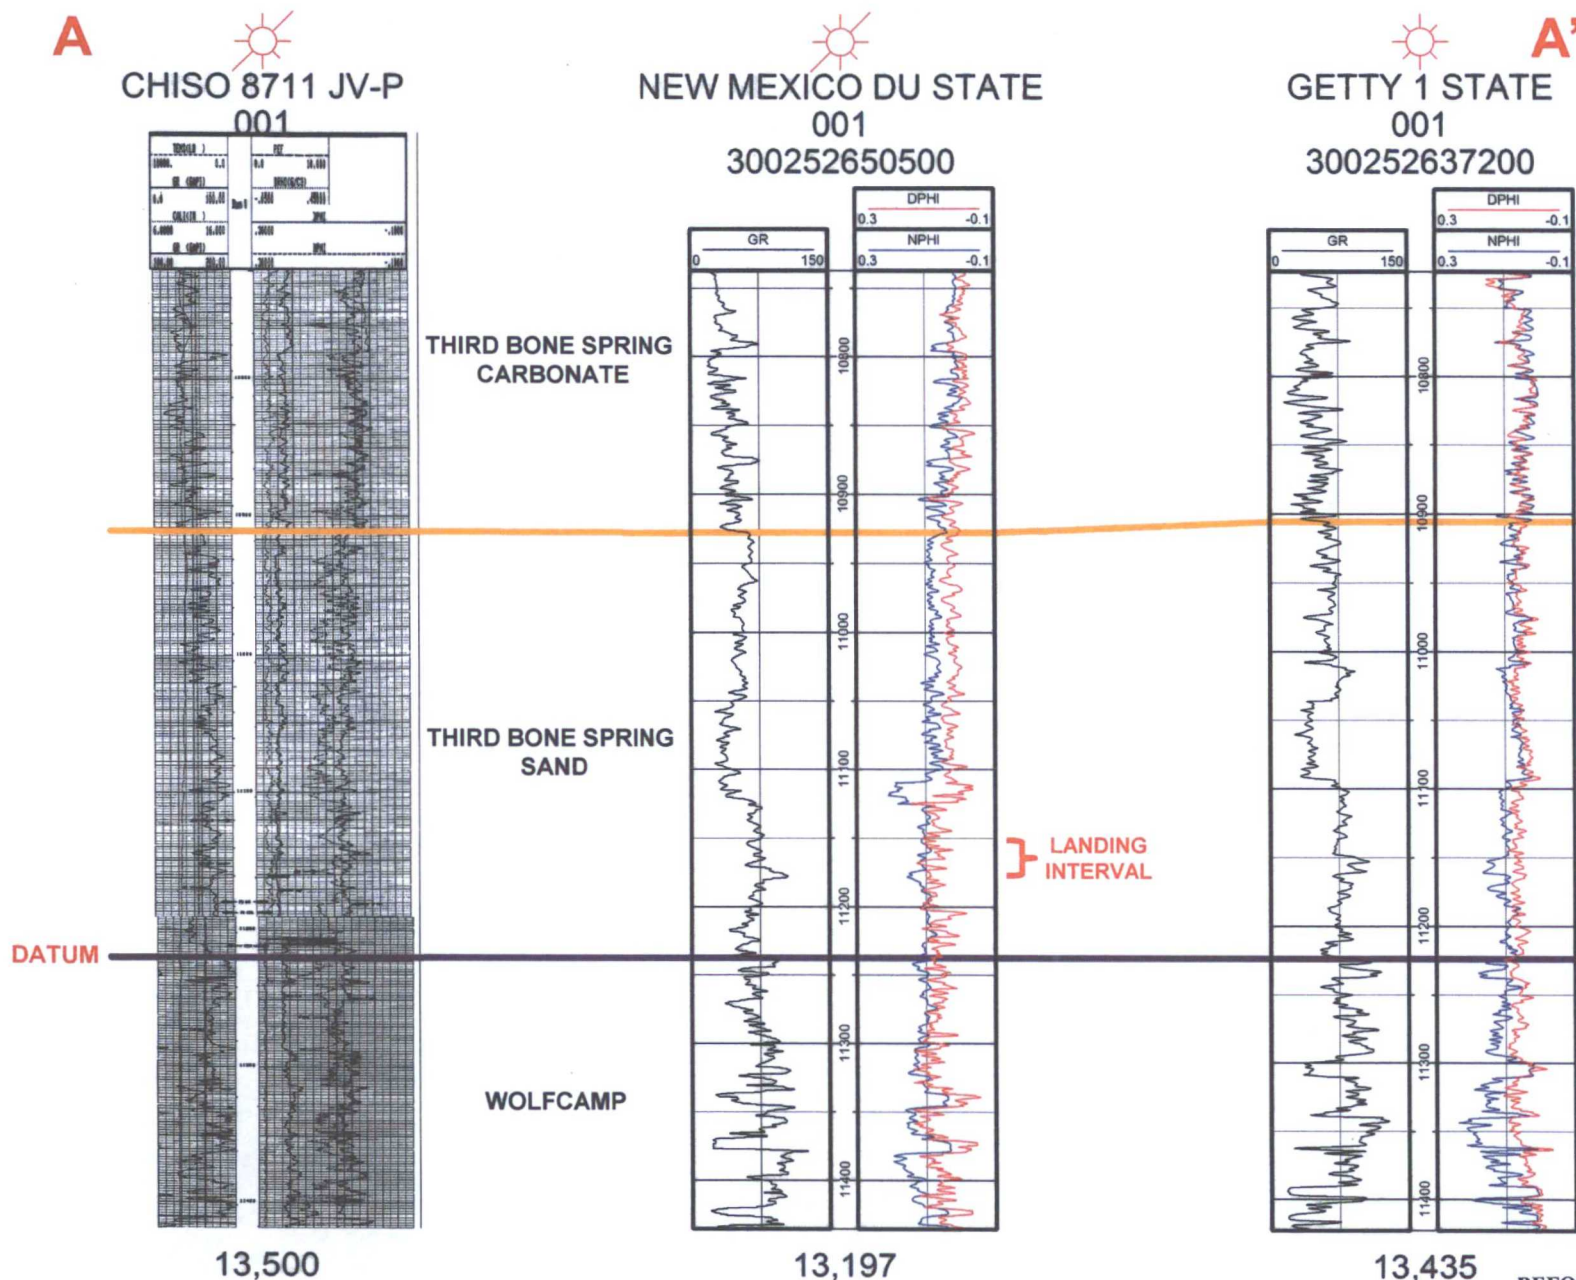 A
A'
CHISO 8711 JV-P
001
NEW MEXICO DU STATE
001
300252650500
GETTY 1 STATE
001
300252637200
DPHI
0.3 -0.1
GR
0 150
NPHI
0.3 -0.1
DPHI
0.3 -0.1
GR
0 150
NPHI
0.3 -0.1
THIRD BONE SPRING
CARBONATE
10800
10900
11000
11100
11200
11300
11400
10800
10900
11000
11100
11200
11300
11400
THIRD BONE SPRING
SAND
LANDING
INTERVAL
DATUM
WOLFCAMP
13,500
13,197
13,435